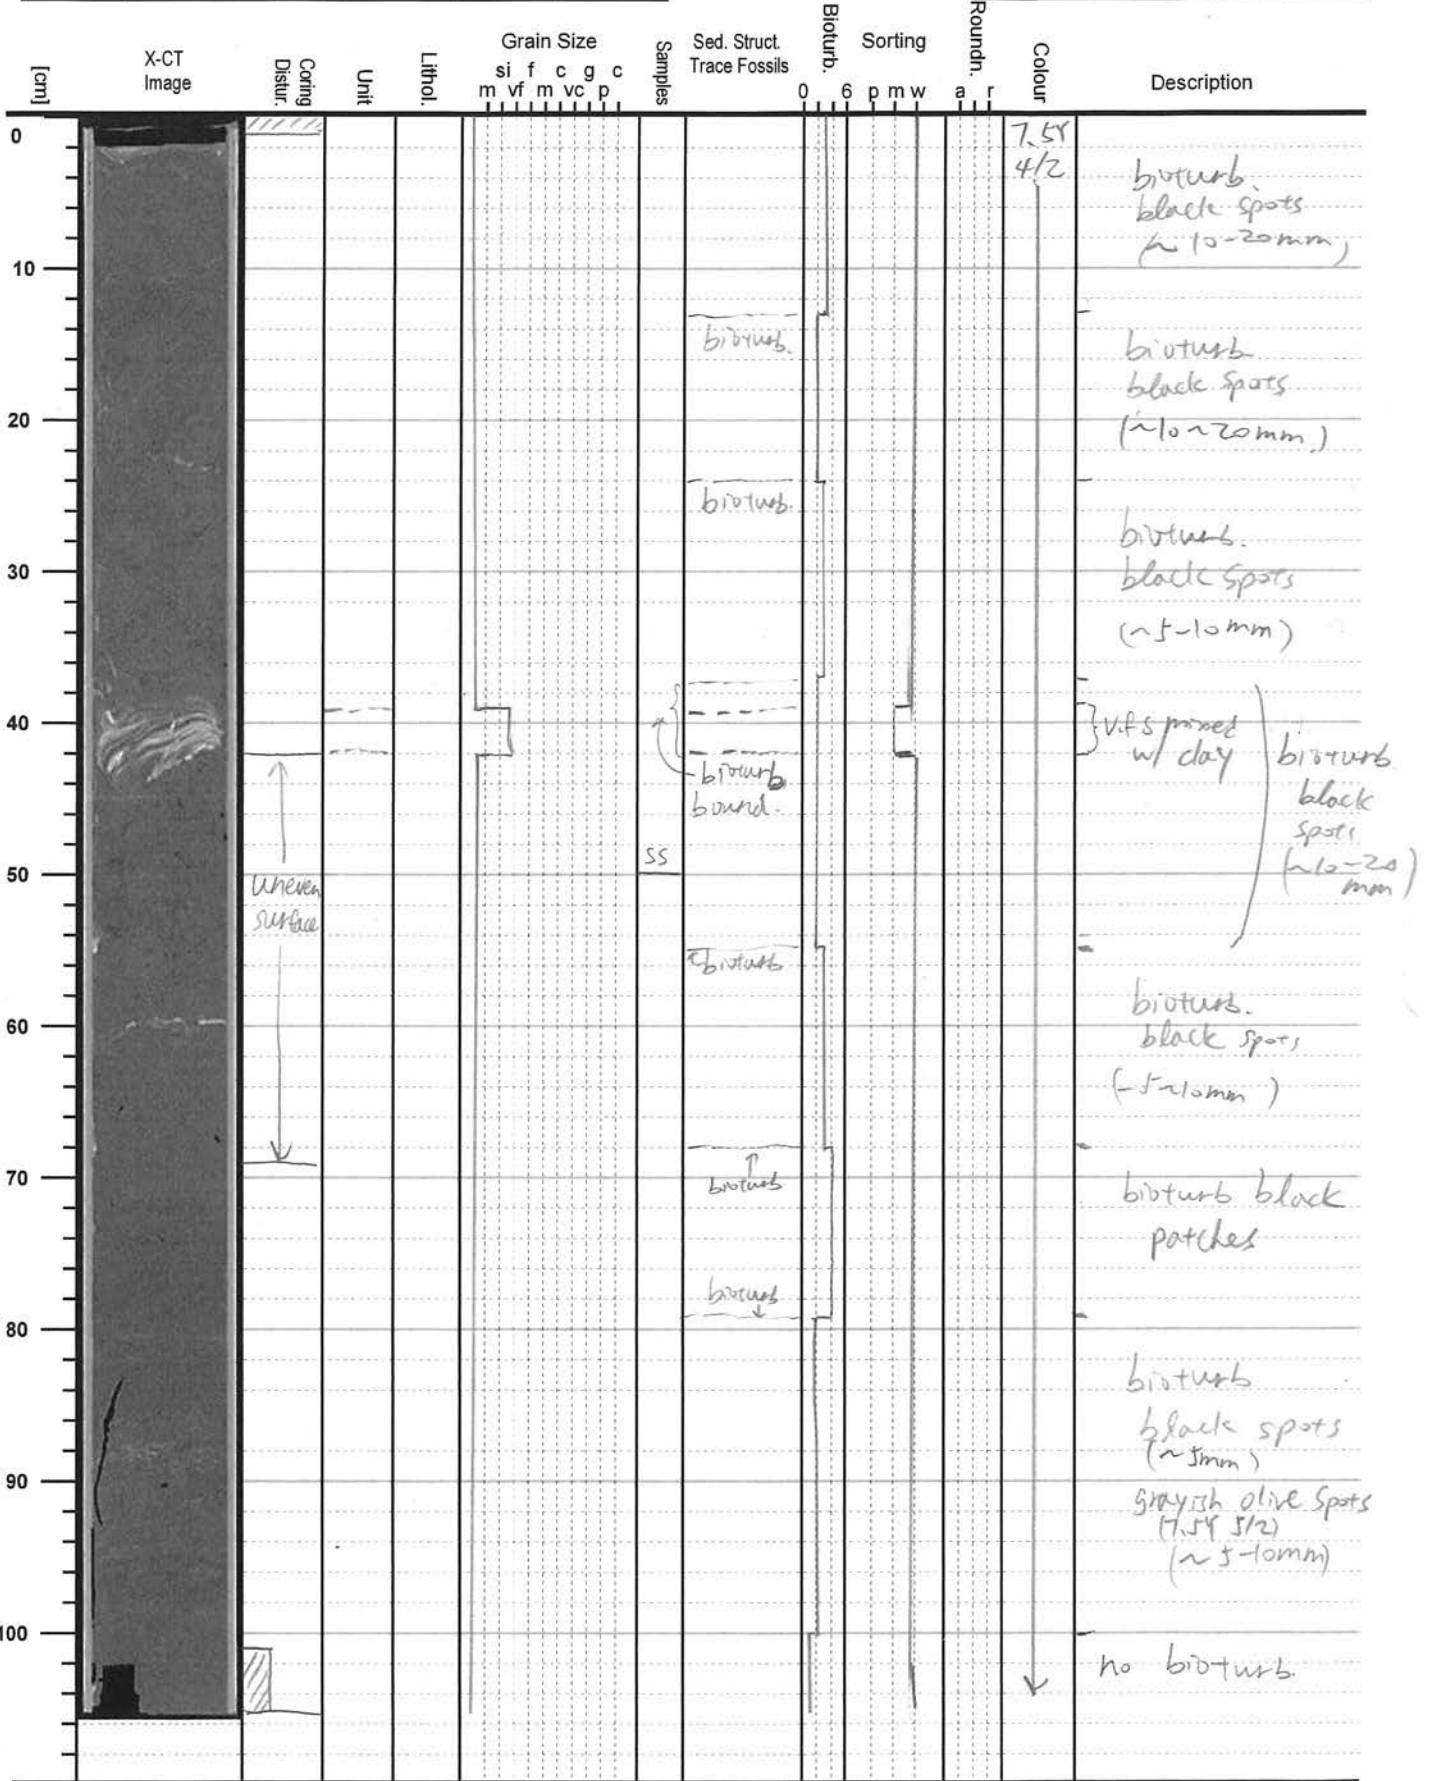 [cm]
X-CT
Image
Coring
Distur.
Unit
Lithol.
Grain Size
si f c g c
m vf m vc p
Samples
Sed. Struct.
Trace Fossils
Bioturb.
0 6
Sorting
p m w
Roundn.
a r
Colour
Description
0
7.5Y
4/2
bioturb.
black spots
(~10-20mm)
10
bioturb.
bioturb
black spots
(~10~20mm)
20
bioturb.
bioturb.
black spots
30
(~5-10mm)
40
V.f.s mixed
w/ clay
bioturb
bound.
bioturb
black
spots
(~10-20
mm)
SS
50
uneven
surface
bioturb
bioturb.
60
black spots
(~5~10mm)
70
bioturb
bioturb black
patches
bioturb
80
bioturb
black spots
(~5mm)
90
grayish olive spots
(7.5Y 5/2)
(~5-10mm)
100
no bioturb.